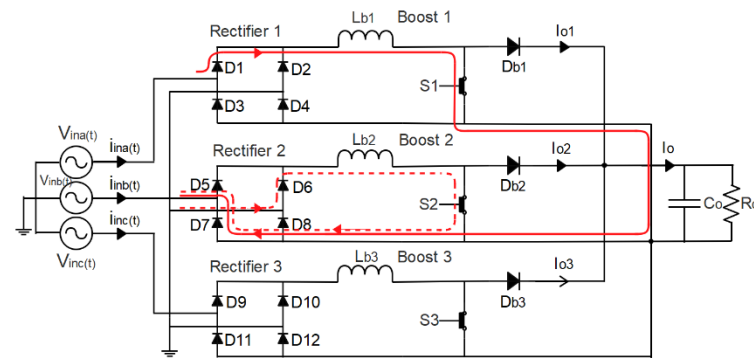 Rectifier 1 Lb1 Boost 1 Io1
D1 D2 Db1
S1
D3 D4
Vina(t)
iina(t) Rectifier 2 Lb2 Boost 2 Io2 Io
Vinb(t) iinb(t) D5 D6 Db2
S2 Co Ro
iinc(t) D7 D8
Vinc(t)
Rectifier 3 Lb3 Boost 3 Io3
D9 D10 Db3
S3
D11 D12